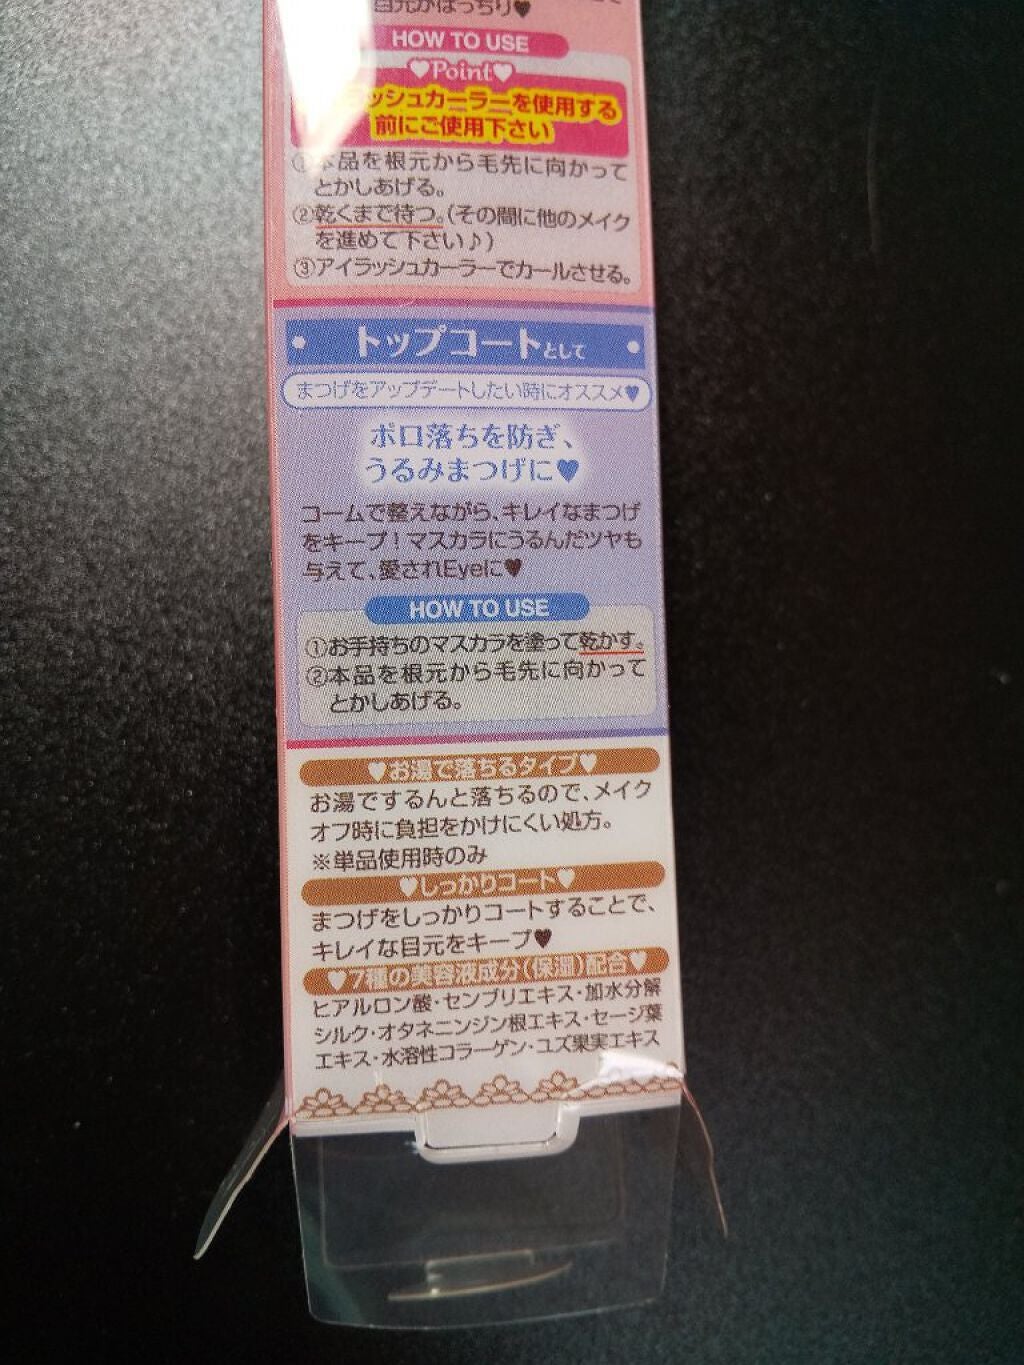 目元がぱっちり♥
HOW TO USE
♥Point♥
ラッシュカーラーを使用する
前にご使用下さい
①本品を根元から毛先に向かって
とかしあげる。
②乾くまで待つ。(その間に他のメイク
を進めて下さい♪)
③アイラッシュカーラーでカールさせる。
トップコートとして
まつげをアップデートしたい時にオススメ♥
ポロ落ちを防ぎ、
うるみまつげに♥
コームで整えながら、キレイなまつげ
をキープ!マスカラにうるんだツヤも
与えて、愛されEyeに♥
HOW TO USE
①お手持ちのマスカラを塗って乾かす。
②本品を根元から毛先に向かって
とかしあげる。
♥お湯で落ちるタイプ♥
お湯でするんと落ちるので、メイク
オフ時に負担をかけにくい処方。
※単品使用時のみ
♥しっかりコート♥
まつげをしっかりコートすることで、
キレイな目元をキープ♥
♥7種の美容液成分(保湿)配合♥
ヒアルロン酸・センブリエキス・加水分解
シルク・オタネニンジン根エキス・セージ葉
エキス・水溶性コラーゲン・ユズ果実エキス